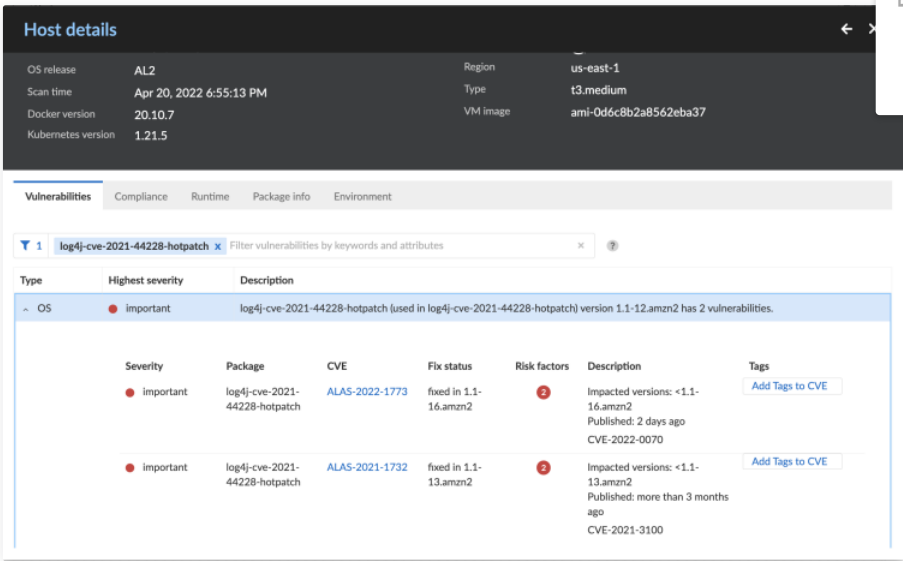 Host details
OS release AL2
Region us-east-1
Scan time Apr 20, 2022 6:55:13 PM
Type t3.medium
Docker version 20.10.7
VM image ami-0d6c8b2a8562eba37
Kubernetes version 1.21.5
Vulnerabilities Compliance Runtime Package info Environment
1 log4j-cve-2021-44228-hotpatch x Filter vulnerabilities by keywords and attributes × ?
Type Highest severity Description
OS important log4j-cve-2021-44228-hotpatch (used in log4j-cve-2021-44228-hotpatch) version 1.1-12.amzn2 has 2 vulnerabilities.
Severity Package CVE Fix status Risk factors Description Tags
important log4j-cve-2021- ALAS-2022-1773 fixed in 1.1- 2 Impacted versions: <1.1- Add Tags to CVE
44228-hotpatch 16.amzn2 16.amzn2
Published: 2 days ago
CVE-2022-0070
important log4j-cve-2021- ALAS-2021-1732 fixed in 1.1- 2 Impacted versions: <1.1- Add Tags to CVE
44228-hotpatch 13.amzn2 13.amzn2
Published: more than 3 months
ago
CVE-2021-3100